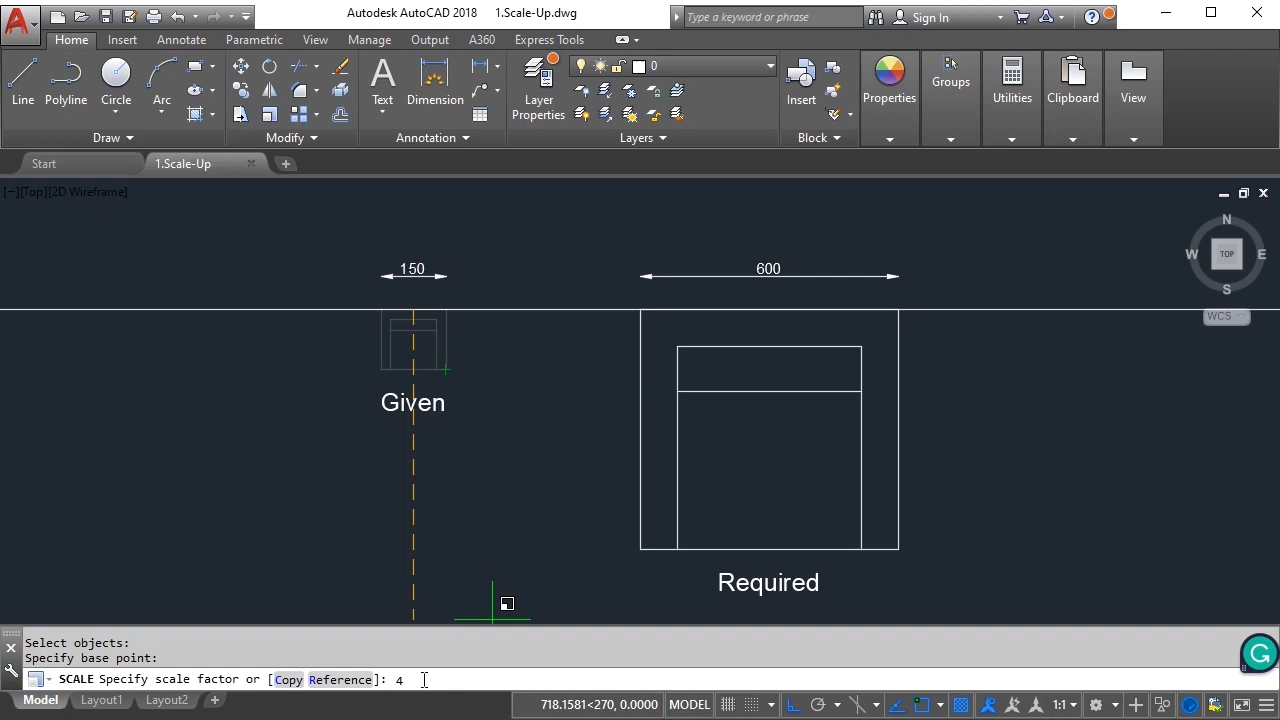 Autodesk AutoCAD 2018 1.Scale-Up.dwg
Type a keyword or phrase
Sign In
Home Insert Annotate Parametric View Manage Output A360 Express Tools
0
Line Polyline Circle Arc
Text Dimension
Layer Properties
Insert
Properties Groups Utilities Clipboard View
Draw Modify Annotation Layers Block
Start 1.Scale-Up
[−][Top][2D Wireframe]
N
W TOP E
S
WCS
150 600
Given
Required
Select objects:
Specify base point:
SCALE Specify scale factor or [Copy Reference]: 4
Model Layout1 Layout2
718.1581<270, 0.0000 MODEL 1:1